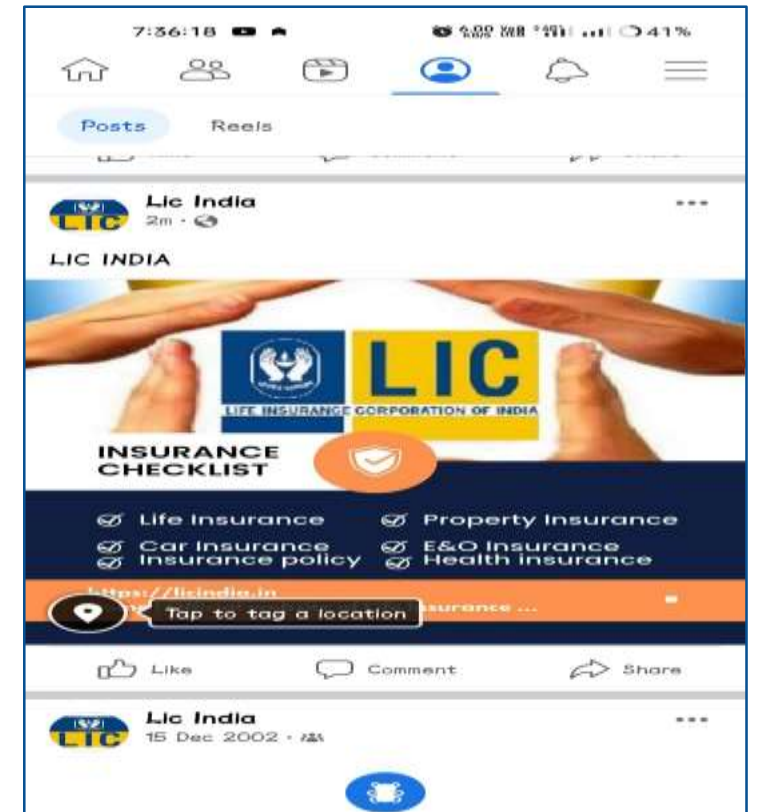 7:36:18
41%
Posts Reels
Lic India
2m
LIC INDIA
LIC
LIFE INSURANCE CORPORATION OF INDIA
INSURANCE
CHECKLIST
Life Insurance Property Insurance
Car Insurance E&O Insurance
Insurance policy Health insurance
https://licindia.in
Tap to tag a location
Like Comment Share
LIC
Lic India
15 Dec 2002